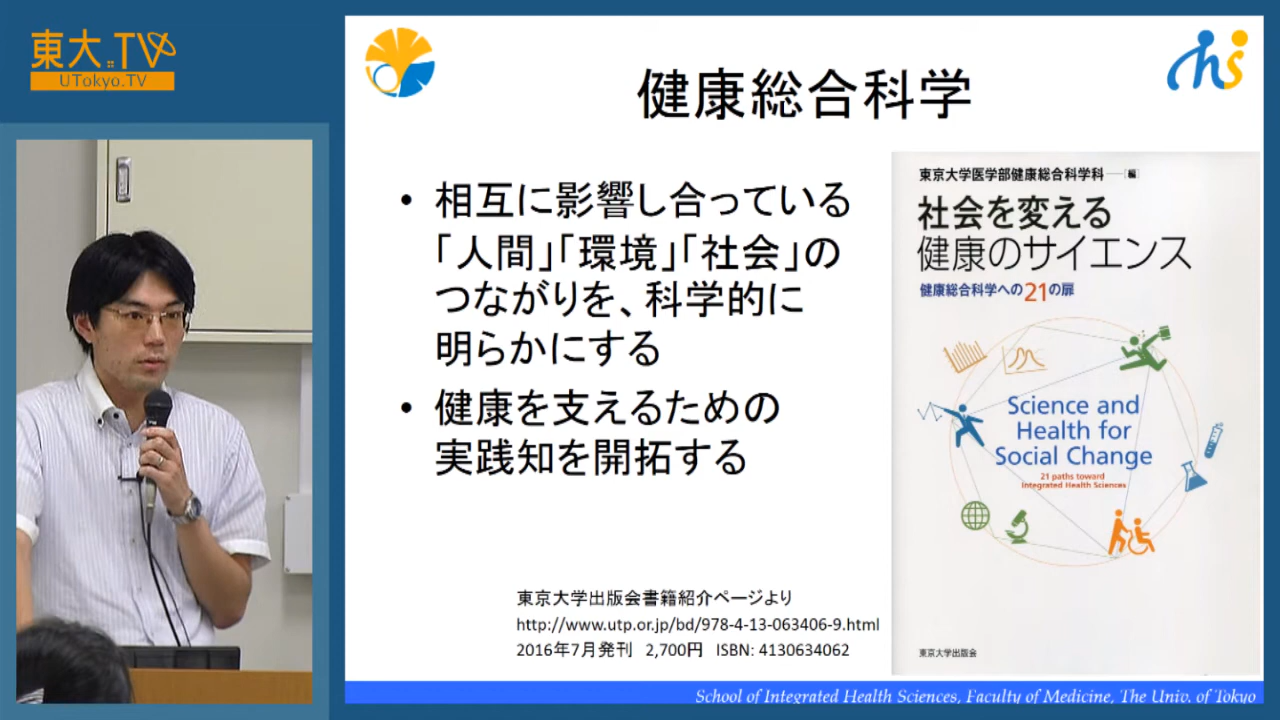 東大.TV
UTokyo.TV
健康総合科学
• 相互に影響し合っている
「人間」「環境」「社会」の
つながりを、科学的に
明らかにする
• 健康を支えるための
実践知を開拓する
東京大学医学部健康総合科学科―[編]
社会を変える
健康のサイエンス
健康総合科学への21の扉
Science and
Health for
Social Change
21 paths toward
Integrated Health Sciences
東京大学出版会
東京大学出版会書籍紹介ページより
http://www.utp.or.jp/bd/978-4-13-063406-9.html
2016年7月発刊 2,700円 ISBN: 4130634062
School of Integrated Health Sciences, Faculty of Medicine, The Univ. of Tokyo